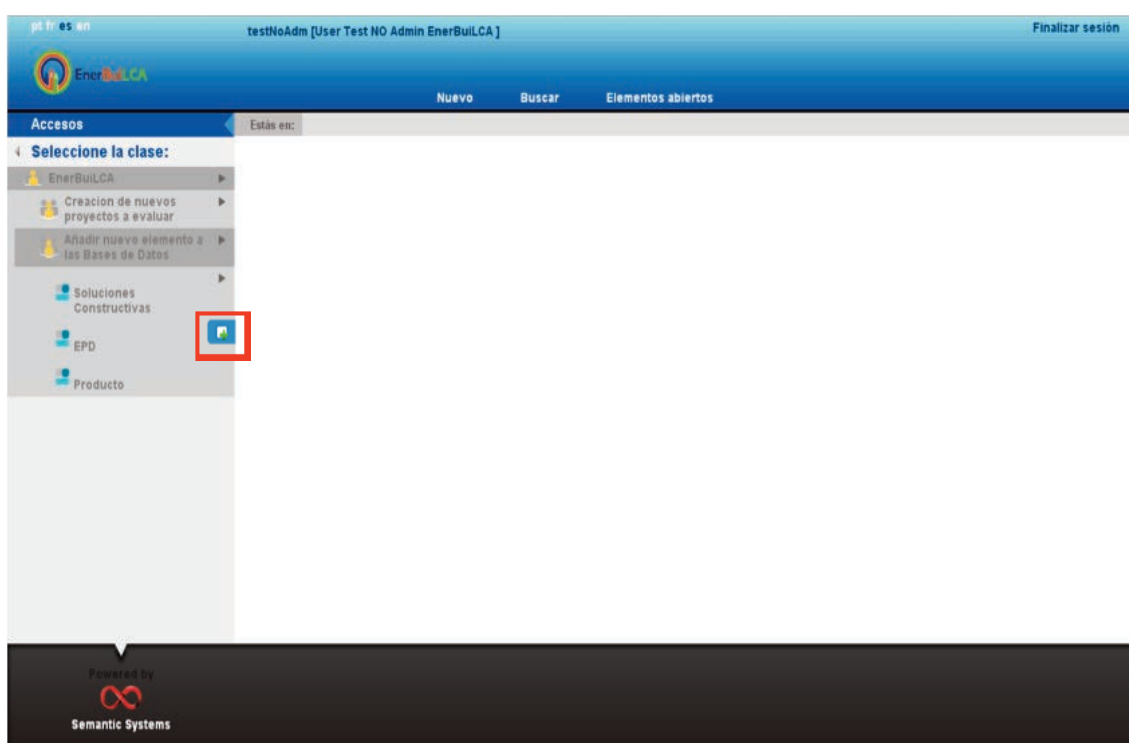 pt fr es en
testNoAdm [User Test NO Admin EnerBuiLCA ]
Finalizar sesión
EnerBuiLCA
Nuevo Buscar Elementos abiertos
Accesos
Estás en:
Seleccione la clase:
EnerBuiLCA
Creacion de nuevos
proyectos a evaluar
Añadir nuevo elemento a
las Bases de Datos
Soluciones
Constructivas
EPD
Producto
Powered by
Semantic Systems